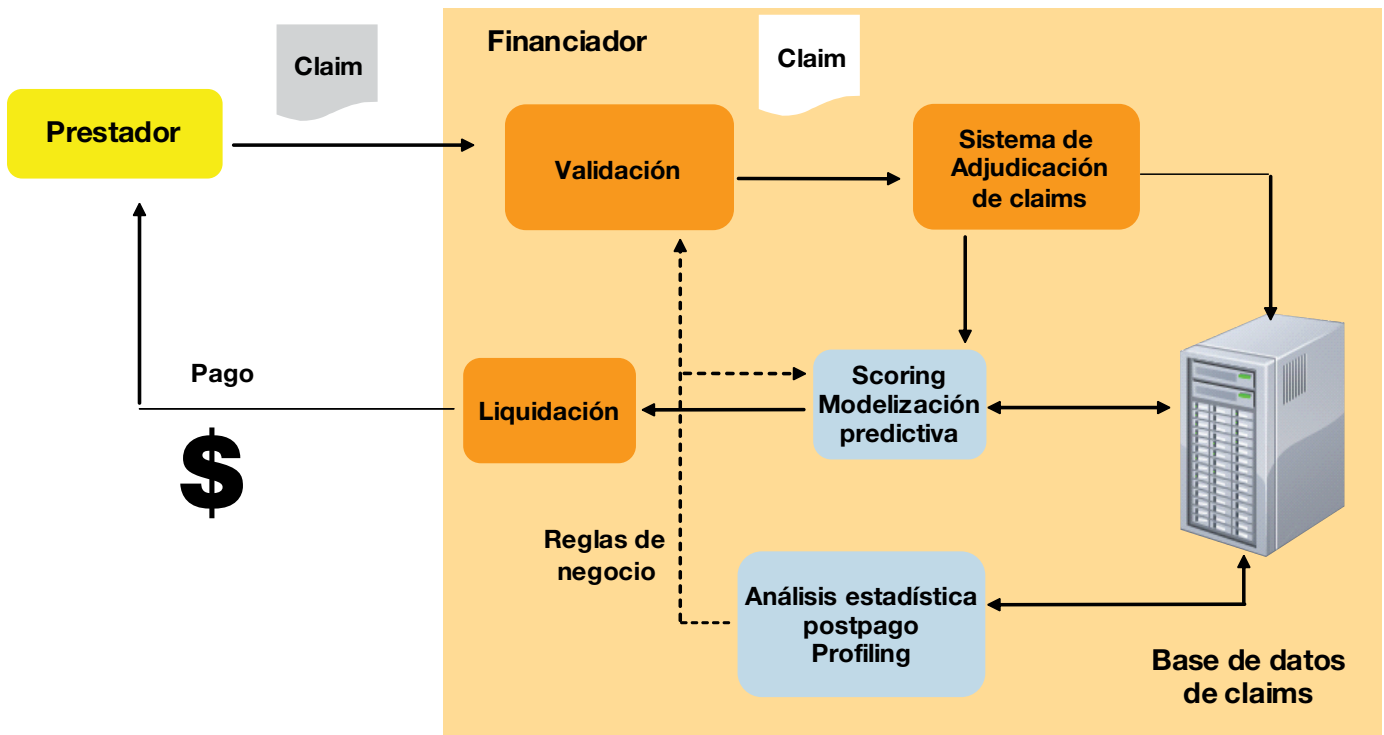 Financiador
Claim
Claim
Prestador
Validación
Sistema de
Adjudicación
de claims
Pago
Liquidación
Scoring
Modelización
predictiva
$
Reglas de
negocio
Análisis estadística
postpago
Profiling
Base de datos
de claims